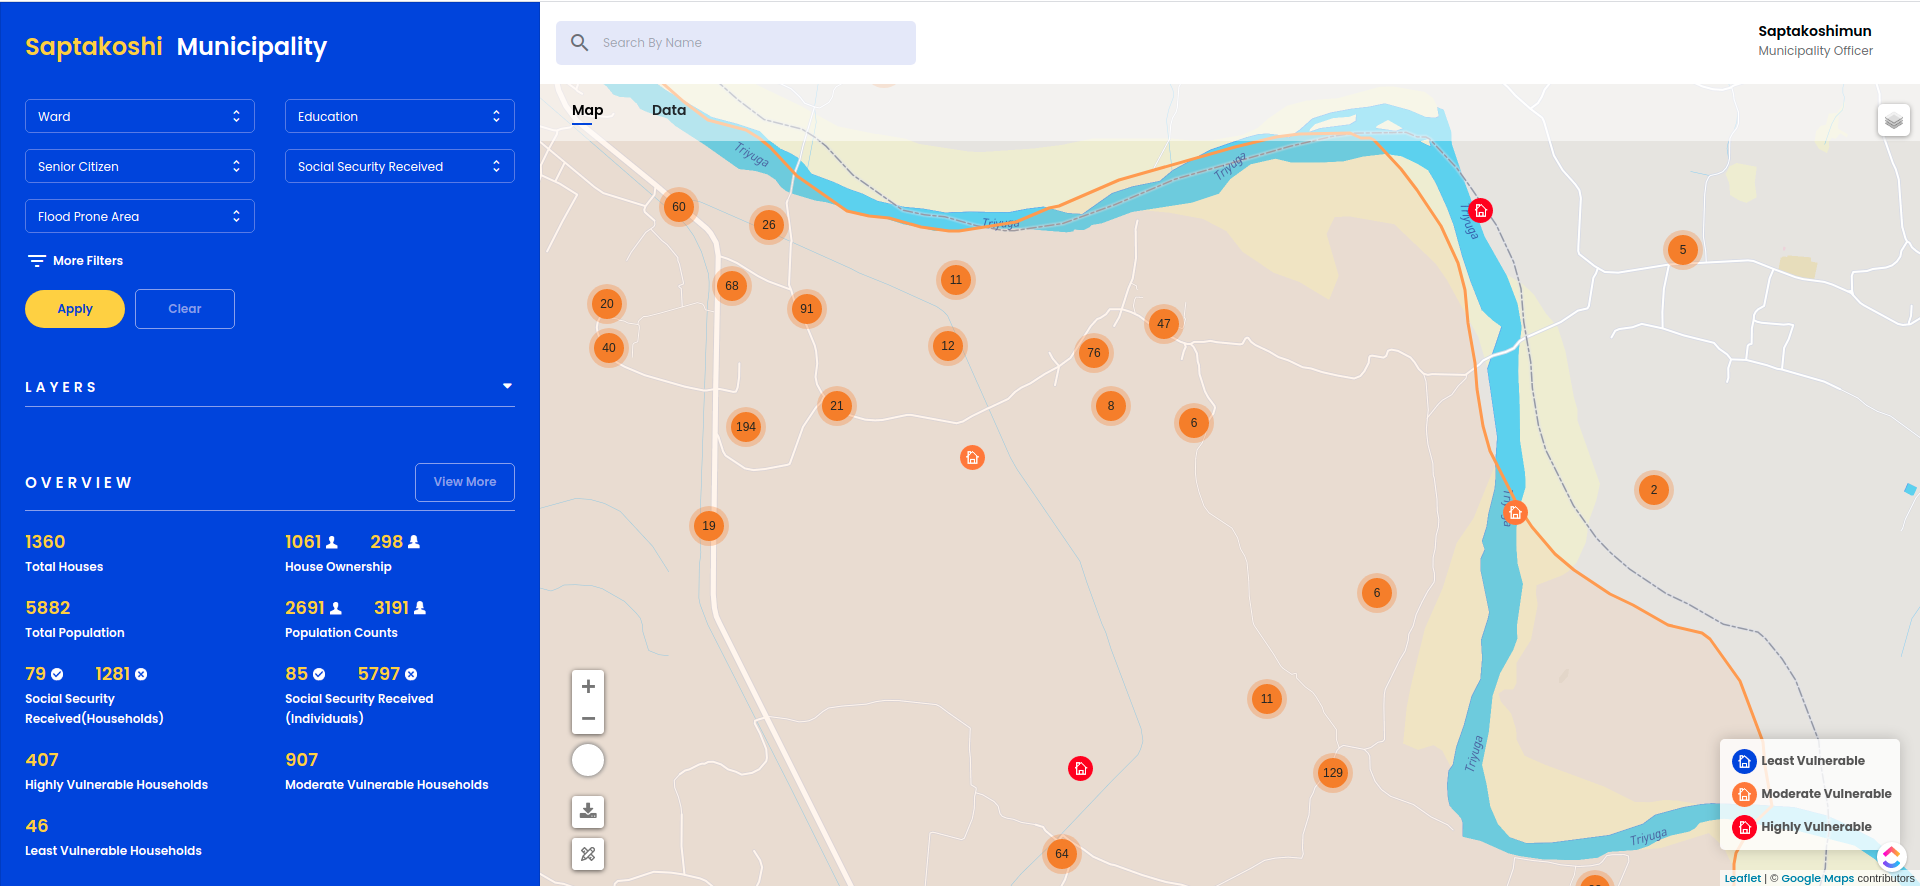 Saptakoshi Municipality
Search By Name
Saptakoshimun
Municipality Officer
Ward
Education
Senior Citizen
Social Security Received
Flood Prone Area
More Filters
Apply
Clear
LAYERS
OVERVIEW
View More
1360
Total Houses
1061 298
House Ownership
5882
Total Population
2691 3191
Population Counts
79 1281
Social Security
Received(Households)
85 5797
Social Security Received
(Individuals)
407
Highly Vulnerable Households
907
Moderate Vulnerable Households
46
Least Vulnerable Households
Map
Data
Triyuga
Triyuga
Triyuga
Triyuga
60
26
5
11
68
20
91
47
12
40
76
21
8
6
194
2
Triyuga
19
6
11
Triyuga
129
Triyuga
64
+
−
Least Vulnerable
Moderate Vulnerable
Highly Vulnerable
Leaflet | © Google Maps contributors